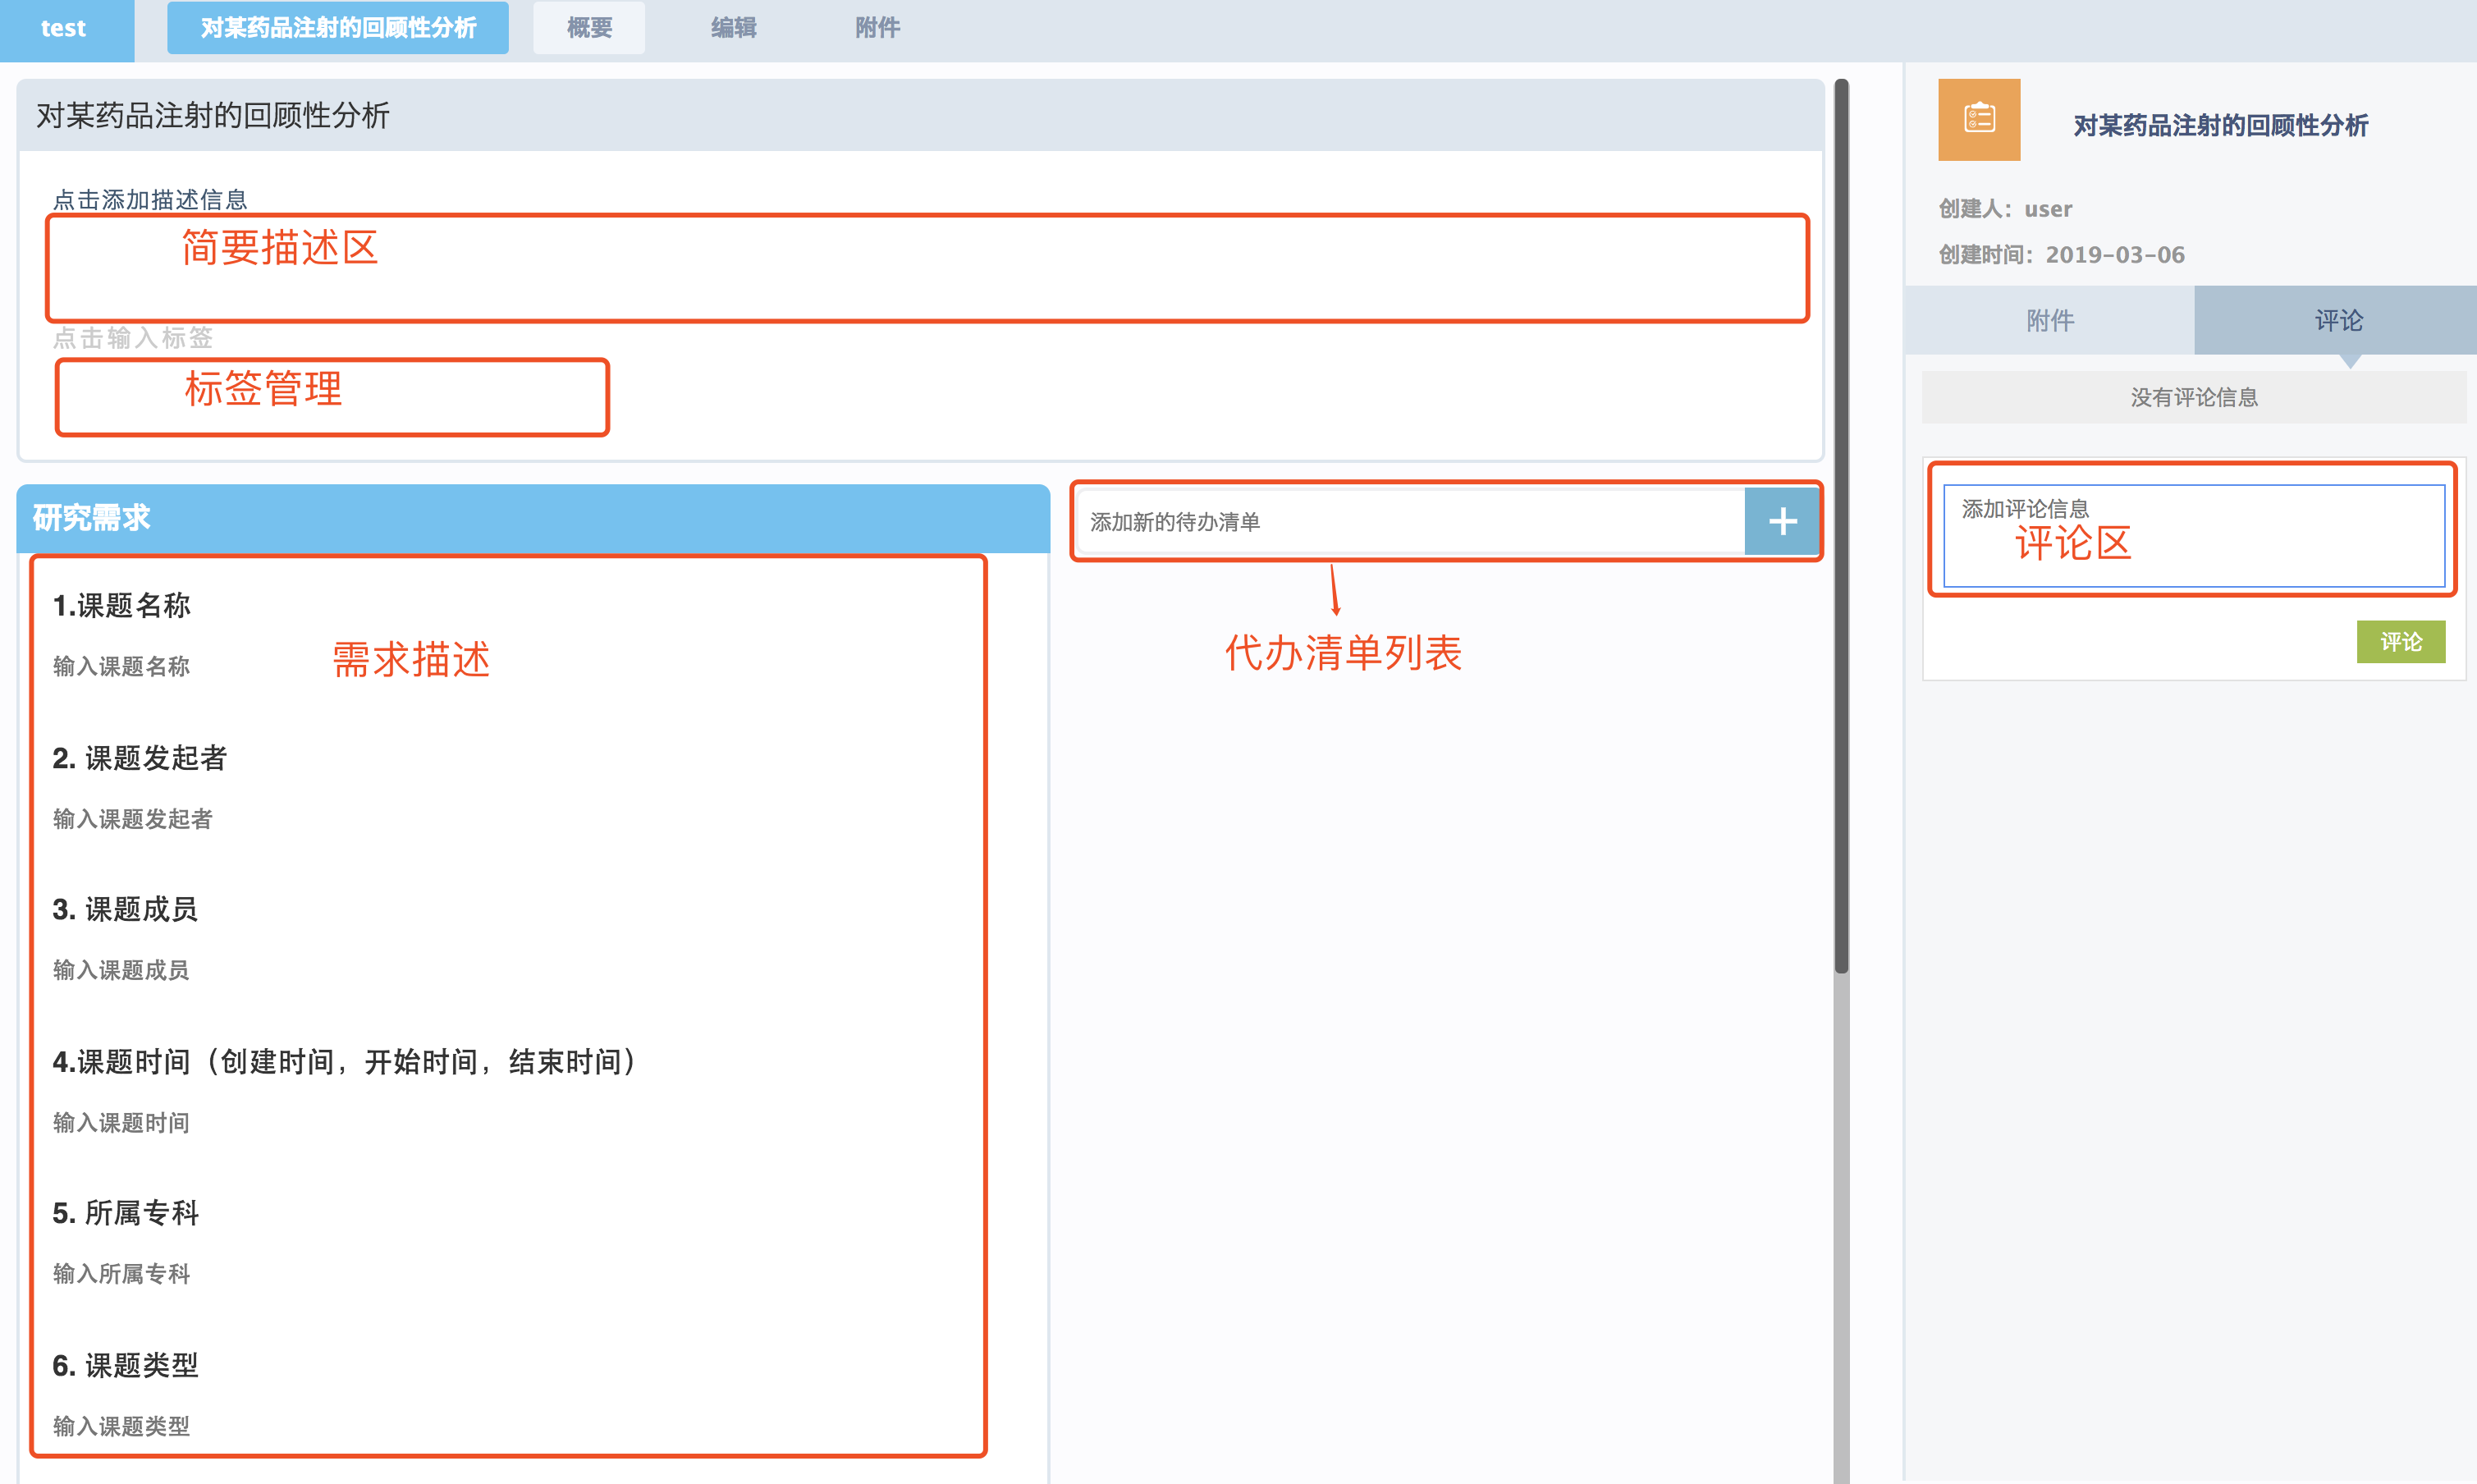 test
对某药品注射的回顾性分析
概要
编辑
附件
对某药品注射的回顾性分析
点击添加描述信息
简要描述区
点击输入标签
标签管理
研究需求
1.课题名称
输入课题名称
需求描述
2. 课题发起者
输入课题发起者
3. 课题成员
输入课题成员
4.课题时间（创建时间，开始时间，结束时间）
输入课题时间
5. 所属专科
输入所属专科
6. 课题类型
输入课题类型
添加新的待办清单
代办清单列表
对某药品注射的回顾性分析
创建人：user
创建时间：2019-03-06
附件
评论
没有评论信息
添加评论信息
评论区
评论